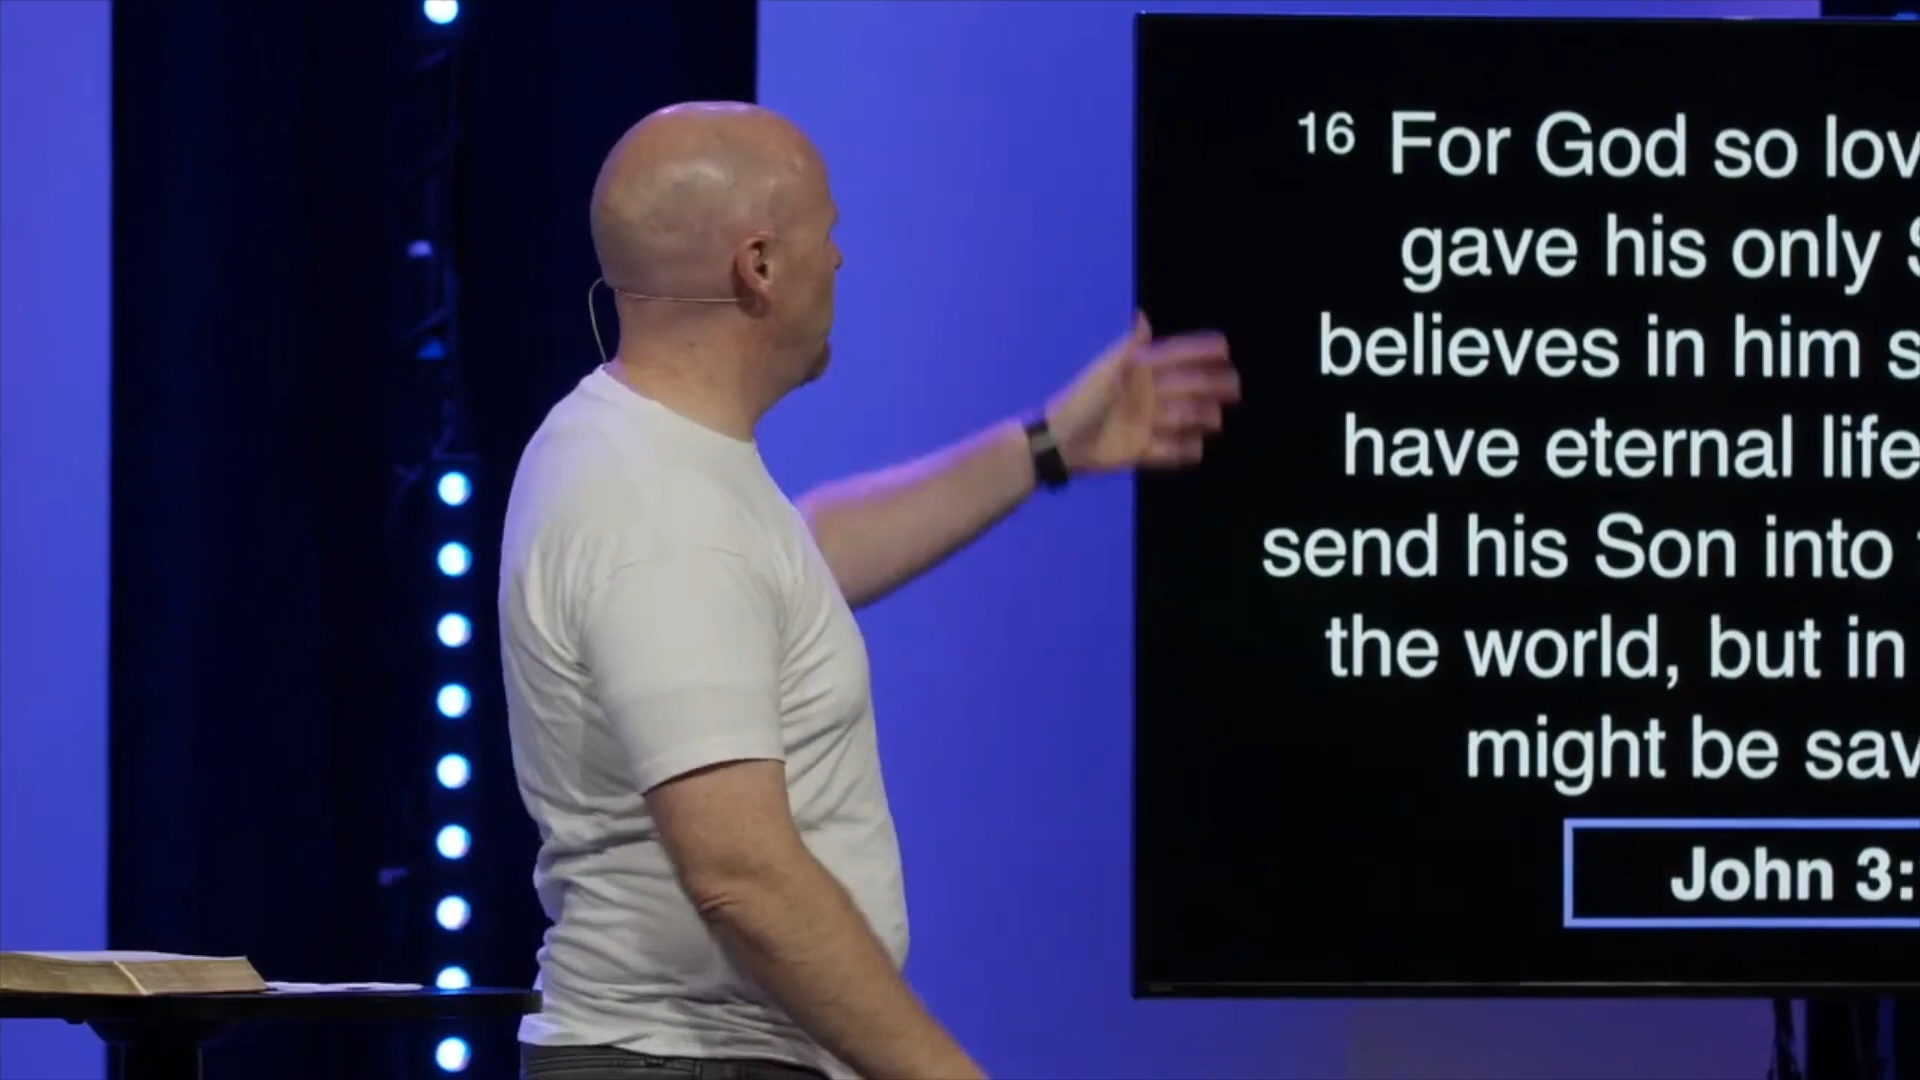 16 For God so lov
gave his only
believes in him s
have eternal life
send his Son into
the world, but in
might be sav
John 3: